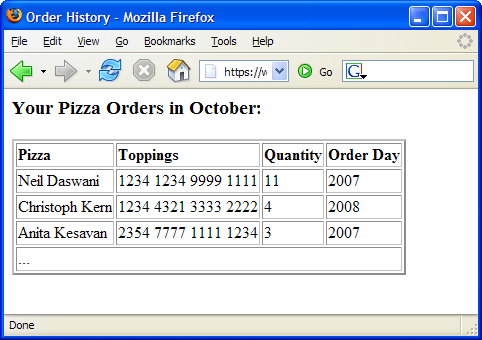 Order History - Mozilla Firefox
File Edit View Go Bookmarks Tools Help
https://w Go G
Your Pizza Orders in October:
Pizza Toppings Quantity Order Day
Neil Daswani 1234 1234 9999 1111 11 2007
Christoph Kern 1234 4321 3333 2222 4 2008
Anita Kesavan 2354 7777 1111 1234 3 2007
...
Done